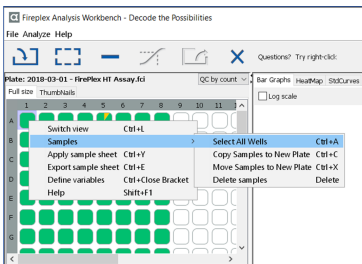 Fireplex Analysis Workbench - Decode the Possibilities
File Analyze Help
Questions? Try right-click:
Plate: 2018-03-01 - FirePlex HT Assay.fci QC by count
Bar Graphs HeatMap StdCurves
Full size ThumbNails
Log scale
1 2 3 4 5 6 7 8 9 10 11 1
A
B
C
D
E
F
G
Switch view Ctrl+L
Samples >
Apply sample sheet Ctrl+Y
Export sample sheet Ctrl+E
Define variables Ctrl+Close Bracket
Help Shift+F1
Select All Wells Ctrl+A
Copy Samples to New Plate Ctrl+C
Move Samples to New Plate Ctrl+X
Delete samples Delete